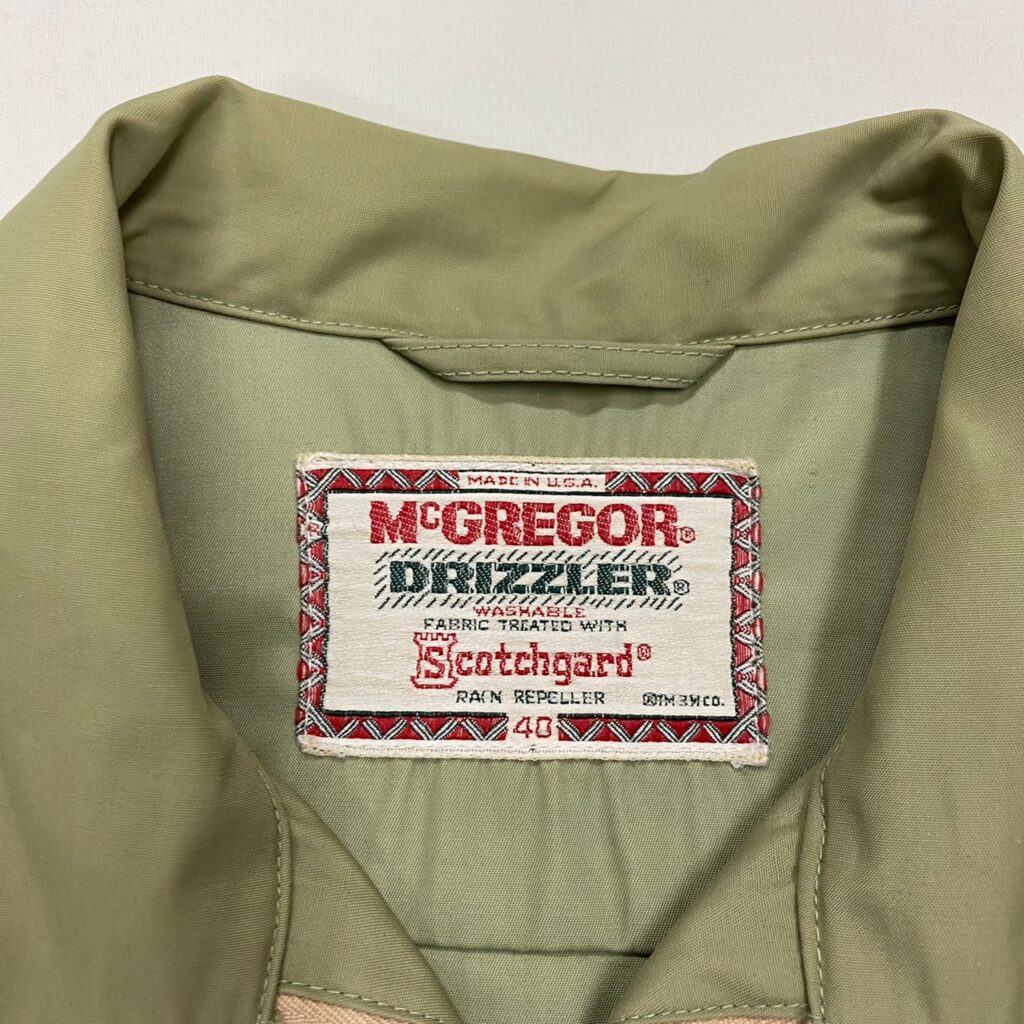 MADE IN U.S.A.
McGREGOR®
DRIZZLER®
WASHABLE
FABRIC TREATED WITH
Scotchgard®
RAIN REPELLER ®TM 3M CO.
40